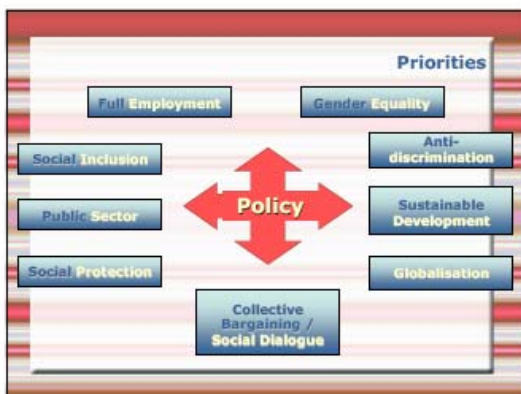 Priorities
Full Employment
Gender Equality
Social Inclusion
Anti-
discrimination
Public Sector
Policy
Sustainable
Development
Social Protection
Globalisation
Collective
Bargaining /
Social Dialogue